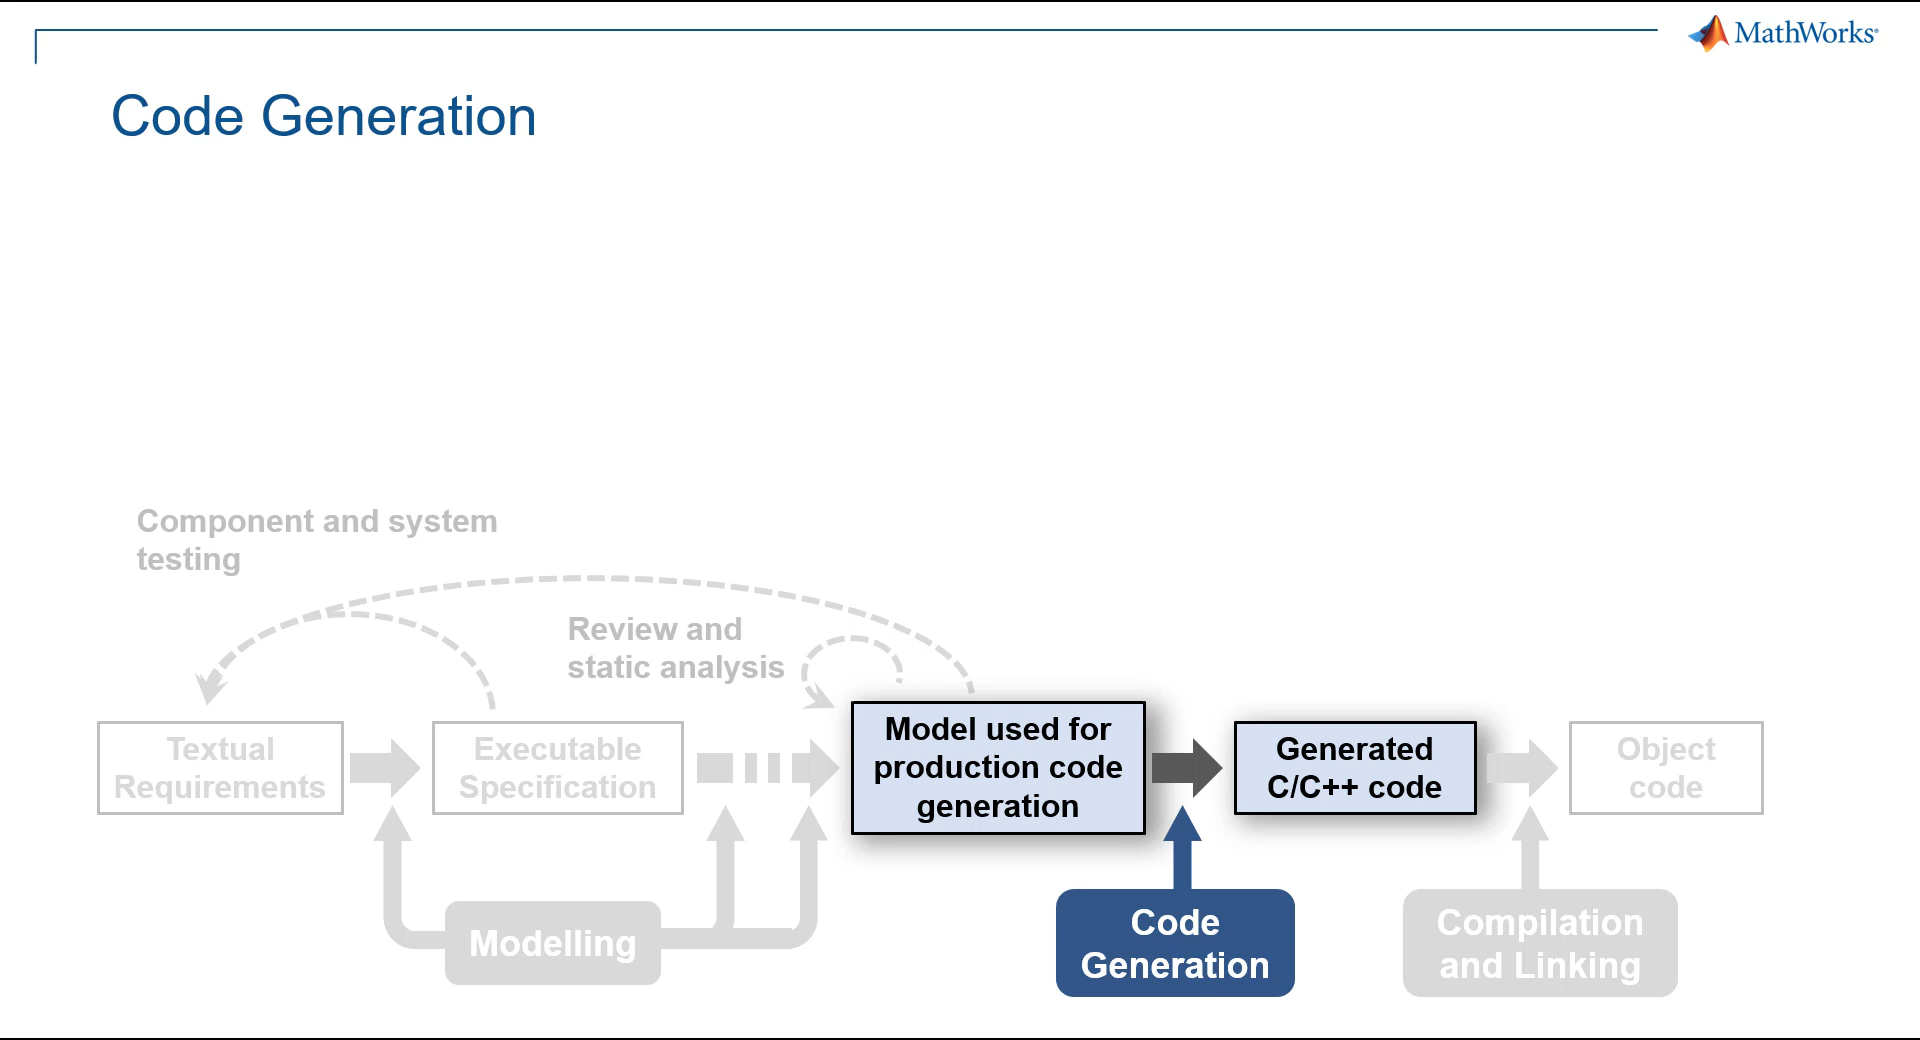 MathWorks®
Code Generation
Component and system
testing
Review and
static analysis
Textual
Requirements
Executable
Specification
Model used for
production code
generation
Generated
C/C++ code
Object
code
Modelling
Code
Generation
Compilation
and Linking